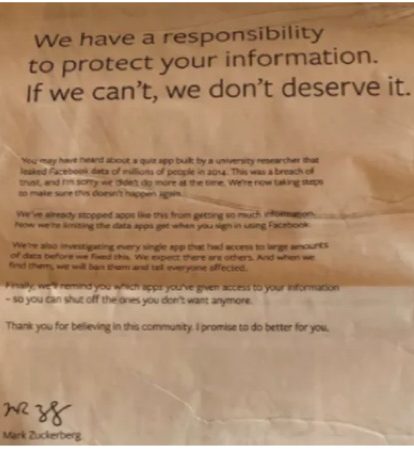 We have a responsibility
to protect your information.
If we can't, we don't deserve it.
You may have heard about a quiz app built by a university researcher that
leaked Facebook data of millions of people in 2014. This was a breach of
trust, and I'm sorry we didn't do more at the time. We're now taking steps
to make sure this doesn't happen again.
We've already stopped apps like this from getting so much information.
Now we're limiting the data apps get when you sign in using Facebook.
We're also investigating every single app that had access to large amounts
of data before we fixed this. We expect there are others. And when we
find them, we will ban them and tell everyone affected.
Finally, we'll remind you which apps you've given access to your information
– so you can shut off the ones you don't want anymore.
Thank you for believing in this community. I promise to do better for you.
Mark Zuckerberg